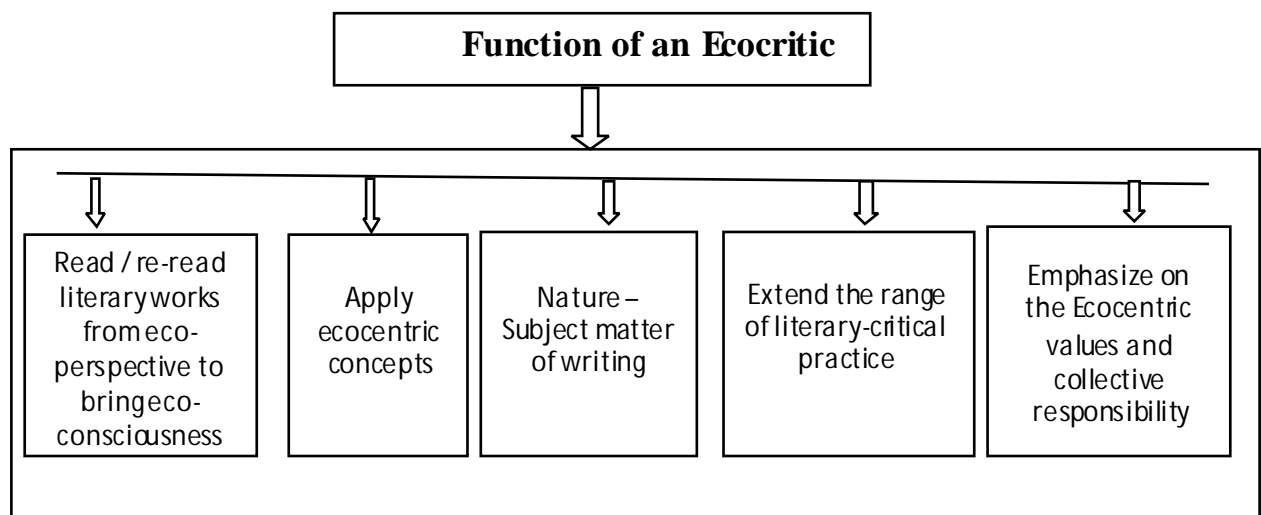 Function of an Ecocritic
Read / re-read
literary works
from eco-
perspective to
bring eco-
consciousness
Apply
ecocentric
concepts
Nature –
Subject matter
of writing
Extend the range
of literary-critical
practice
Emphasize on
the Ecocentric
values and
collective
responsibility